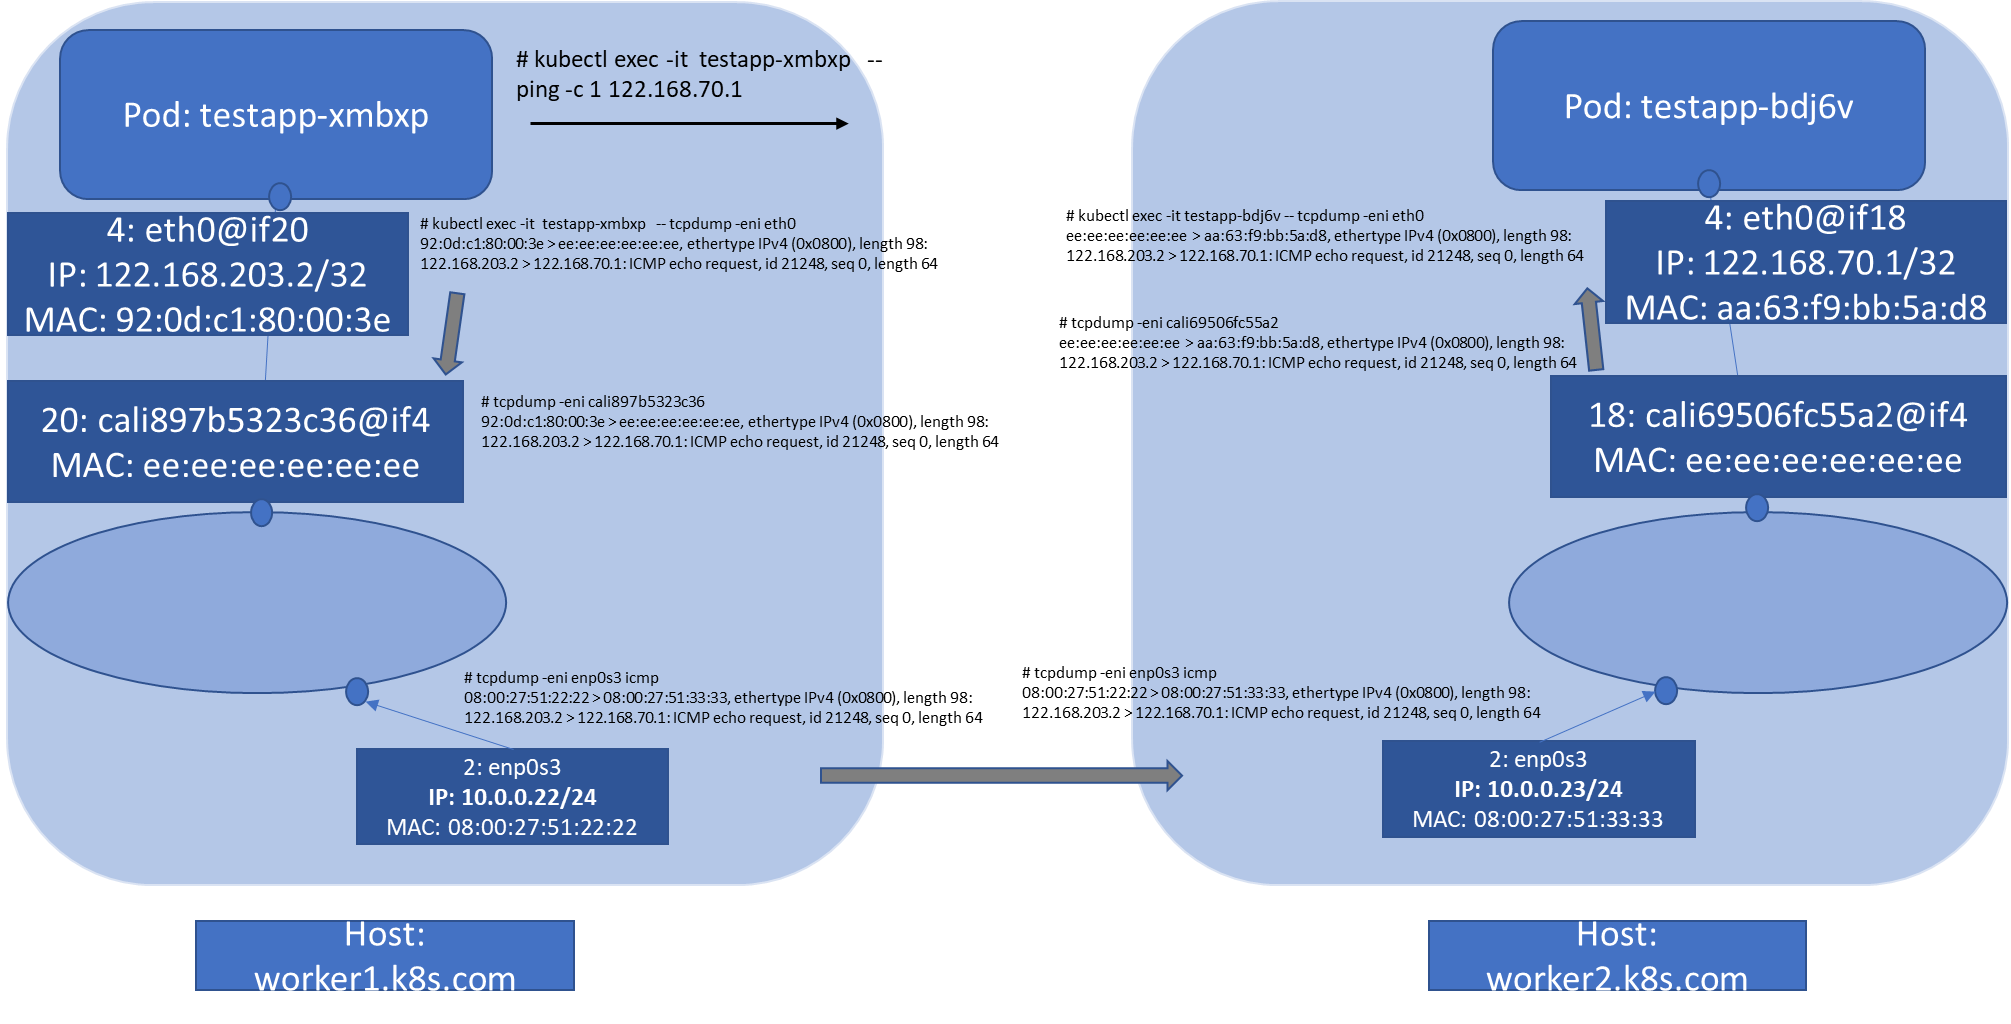 Pod: testapp-xmbxp
# kubectl exec -it testapp-xmbxp --
ping -c 1 122.168.70.1
4: eth0@if20
IP: 122.168.203.2/32
MAC: 92:0d:c1:80:00:3e
# kubectl exec -it testapp-xmbxp -- tcpdump -eni eth0
92:0d:c1:80:00:3e > ee:ee:ee:ee:ee:ee, ethertype IPv4 (0x0800), length 98:
122.168.203.2 > 122.168.70.1: ICMP echo request, id 21248, seq 0, length 64
20: cali897b5323c36@if4
MAC: ee:ee:ee:ee:ee:ee
# tcpdump -eni cali897b5323c36
92:0d:c1:80:00:3e > ee:ee:ee:ee:ee:ee, ethertype IPv4 (0x0800), length 98:
122.168.203.2 > 122.168.70.1: ICMP echo request, id 21248, seq 0, length 64
# tcpdump -eni enp0s3 icmp
08:00:27:51:22:22 > 08:00:27:51:33:33, ethertype IPv4 (0x0800), length 98:
122.168.203.2 > 122.168.70.1: ICMP echo request, id 21248, seq 0, length 64
2: enp0s3
IP: 10.0.0.22/24
MAC: 08:00:27:51:22:22
Host:
worker1.k8s.com
Pod: testapp-bdj6v
# kubectl exec -it testapp-bdj6v -- tcpdump -eni eth0
ee:ee:ee:ee:ee:ee > aa:63:f9:bb:5a:d8, ethertype IPv4 (0x0800), length 98:
122.168.203.2 > 122.168.70.1: ICMP echo request, id 21248, seq 0, length 64
4: eth0@if18
IP: 122.168.70.1/32
MAC: aa:63:f9:bb:5a:d8
# tcpdump -eni cali69506fc55a2
ee:ee:ee:ee:ee:ee > aa:63:f9:bb:5a:d8, ethertype IPv4 (0x0800), length 98:
122.168.203.2 > 122.168.70.1: ICMP echo request, id 21248, seq 0, length 64
18: cali69506fc55a2@if4
MAC: ee:ee:ee:ee:ee:ee
# tcpdump -eni enp0s3 icmp
08:00:27:51:22:22 > 08:00:27:51:33:33, ethertype IPv4 (0x0800), length 98:
122.168.203.2 > 122.168.70.1: ICMP echo request, id 21248, seq 0, length 64
2: enp0s3
IP: 10.0.0.23/24
MAC: 08:00:27:51:33:33
Host:
worker2.k8s.com